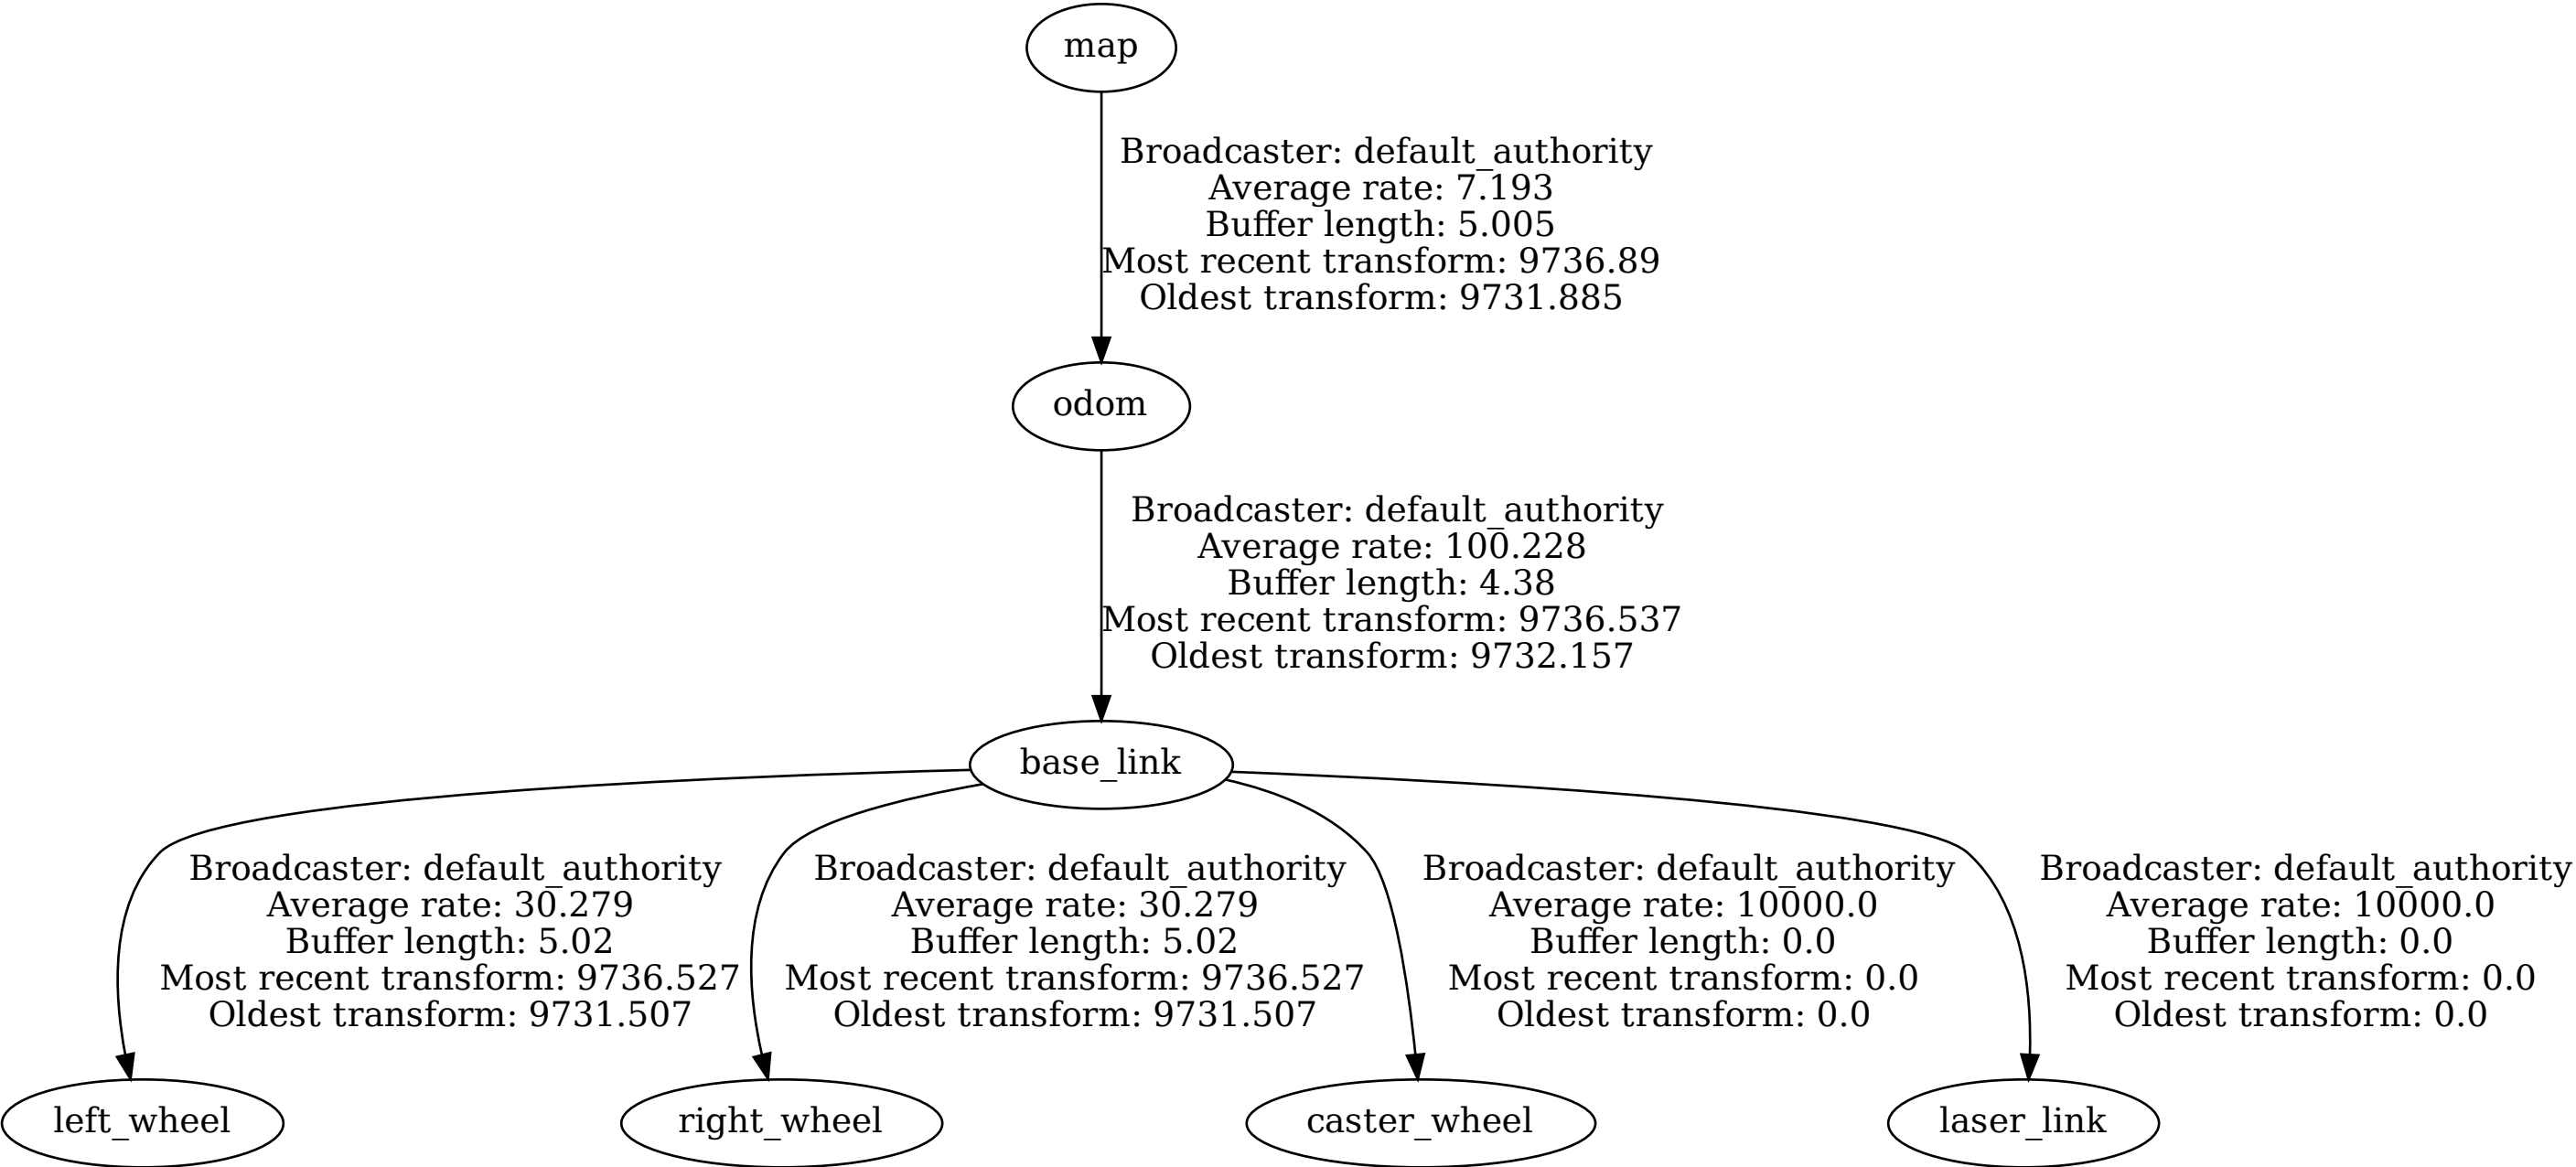 map
Broadcaster: default_authority
Average rate: 7.193
Buffer length: 5.005
Most recent transform: 9736.89
Oldest transform: 9731.885
odom
Broadcaster: default_authority
Average rate: 100.228
Buffer length: 4.38
Most recent transform: 9736.537
Oldest transform: 9732.157
base_link
Broadcaster: default_authority
Average rate: 30.279
Buffer length: 5.02
Most recent transform: 9736.527
Oldest transform: 9731.507
Broadcaster: default_authority
Average rate: 30.279
Buffer length: 5.02
Most recent transform: 9736.527
Oldest transform: 9731.507
Broadcaster: default_authority
Average rate: 10000.0
Buffer length: 0.0
Most recent transform: 0.0
Oldest transform: 0.0
Broadcaster: default_authority
Average rate: 10000.0
Buffer length: 0.0
Most recent transform: 0.0
Oldest transform: 0.0
left_wheel
right_wheel
caster_wheel
laser_link